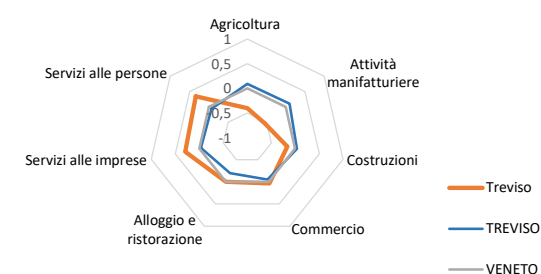 Agricoltura
1
0,5
0
-0,5
-1
Attività
manifatturiere
Costruzioni
Commercio
Alloggio e
ristorazione
Servizi alle imprese
Servizi alle persone
Treviso
TREVISO
VENETO